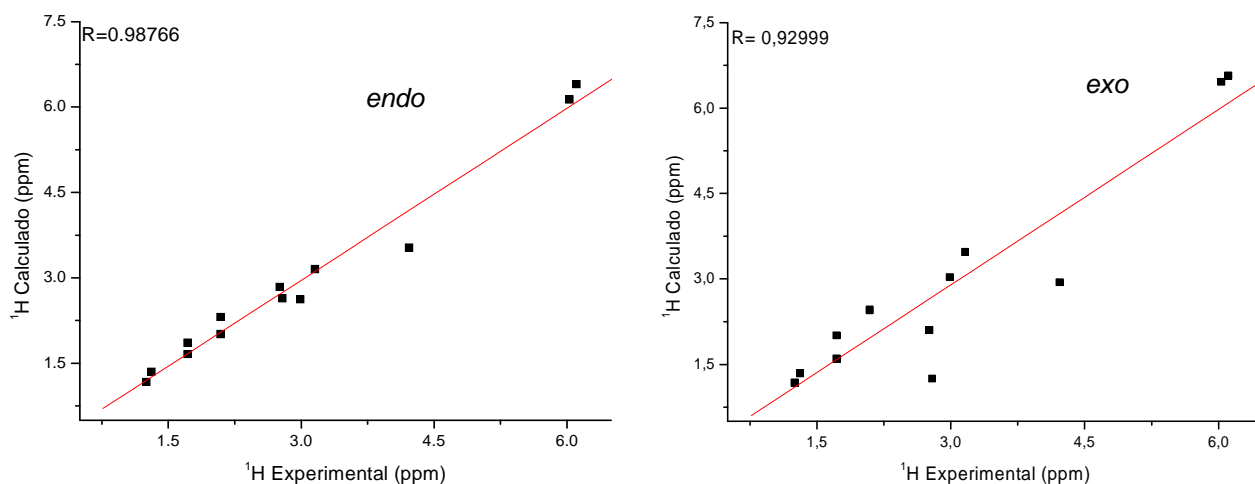 7.5
R=0.98766
endo
6.0
4.5
3.0
1.5
¹H Calculado (ppm)
1.5 3.0 4.5 6.0
¹H Experimental (ppm)
7,5
R= 0,92999
exo
6,0
4,5
3,0
1,5
¹H Calculado (ppm)
1,5 3,0 4,5 6,0
¹H Experimental (ppm)